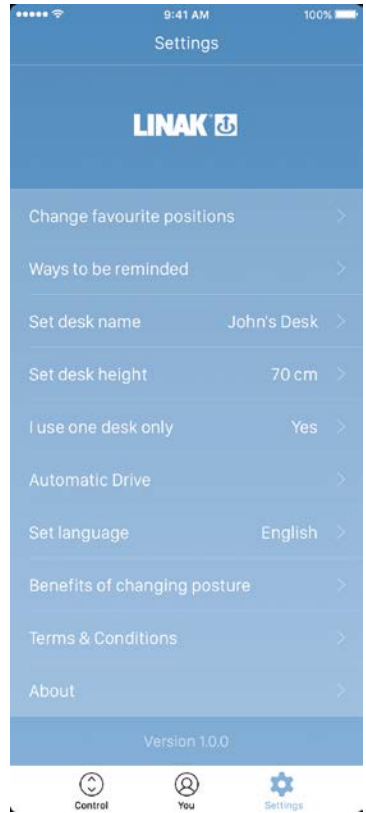 9:41 AM 100%
Settings
LINAK
Change favourite positions
Ways to be reminded
Set desk name John's Desk
Set desk height 70 cm
I use one desk only Yes
Automatic Drive
Set language English
Benefits of changing posture
Terms & Conditions
About
Version 1.0.0
Control You Settings